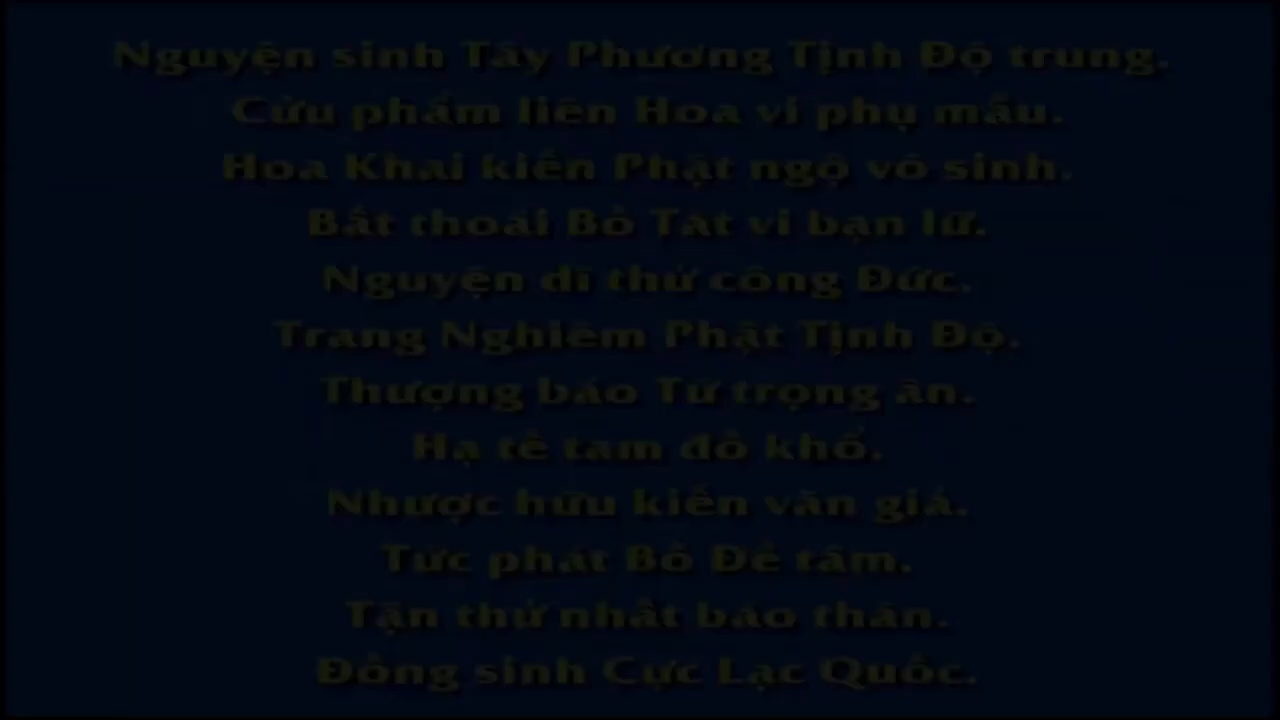 Nguyện sinh Tây Phương Tịnh Độ trung.
Cửu phẩm liên Hoa vi phụ mẫu.
Hoa Khai kiến Phật ngộ vô sinh.
Bất thoái Bồ Tát vi bạn lữ.
Nguyện dĩ thử công Đức.
Trang Nghiêm Phật Tịnh Độ.
Thượng báo Tứ trọng ân.
Hạ tế tam đồ khổ.
Nhược hữu kiến văn giả.
Tức phát Bồ Đề tâm.
Tận thử nhất báo thân.
Đồng sinh Cực Lạc Quốc.